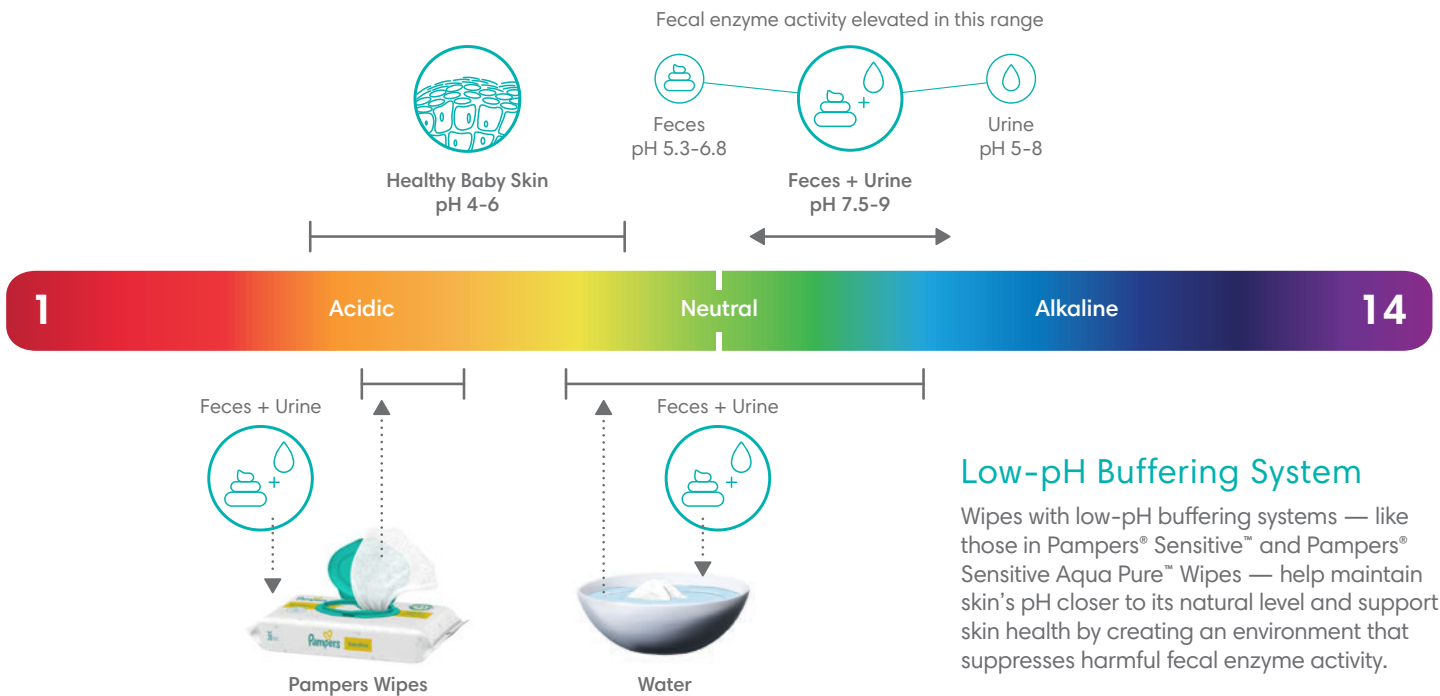 Fecal enzyme activity elevated in this range
Feces
pH 5.3-6.8
Urine
pH 5-8
Healthy Baby Skin
pH 4-6
Feces + Urine
pH 7.5-9
1
Acidic
Neutral
Alkaline
14
Feces + Urine
Feces + Urine
Low-pH Buffering System
Wipes with low-pH buffering systems — like
those in Pampers® Sensitive™ and Pampers®
Sensitive Aqua Pure™ Wipes — help maintain
skin's pH closer to its natural level and support
skin health by creating an environment that
suppresses harmful fecal enzyme activity.
Pampers
Pampers Wipes
Water